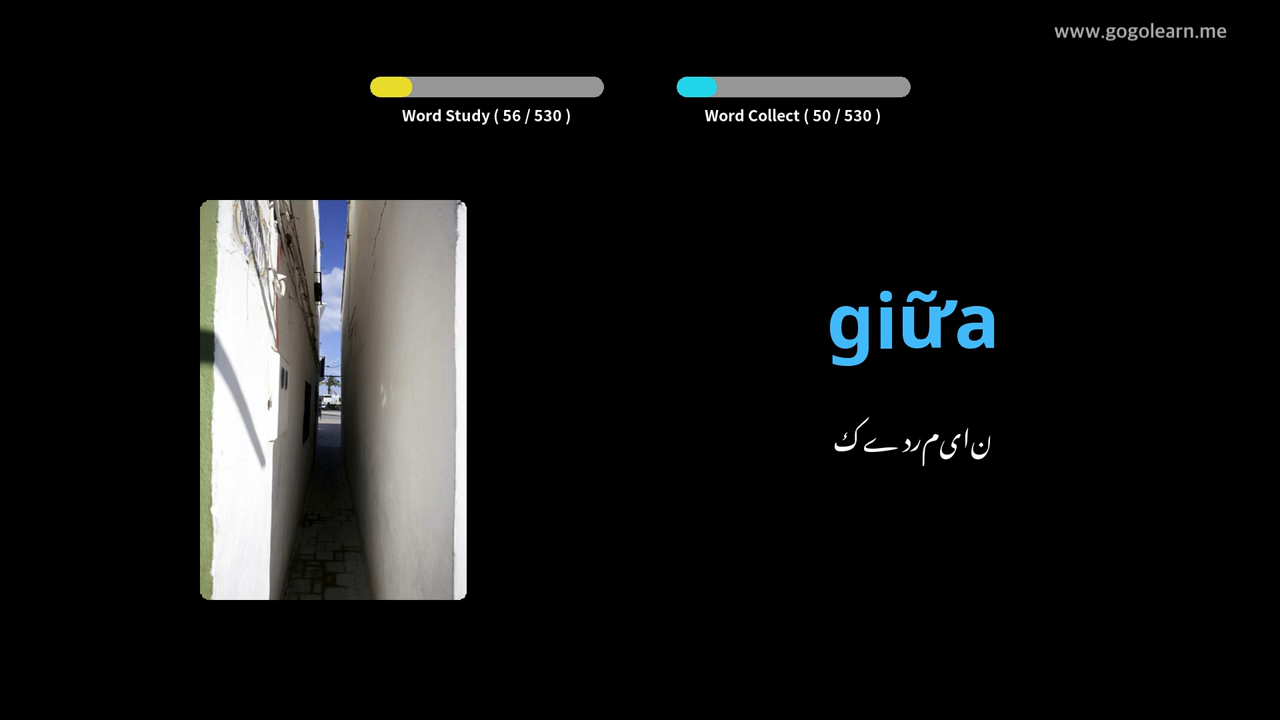 www.gogolearn.me
Word Study ( 56 / 530 )
Word Collect ( 50 / 530 )
giữa
کے درمیان